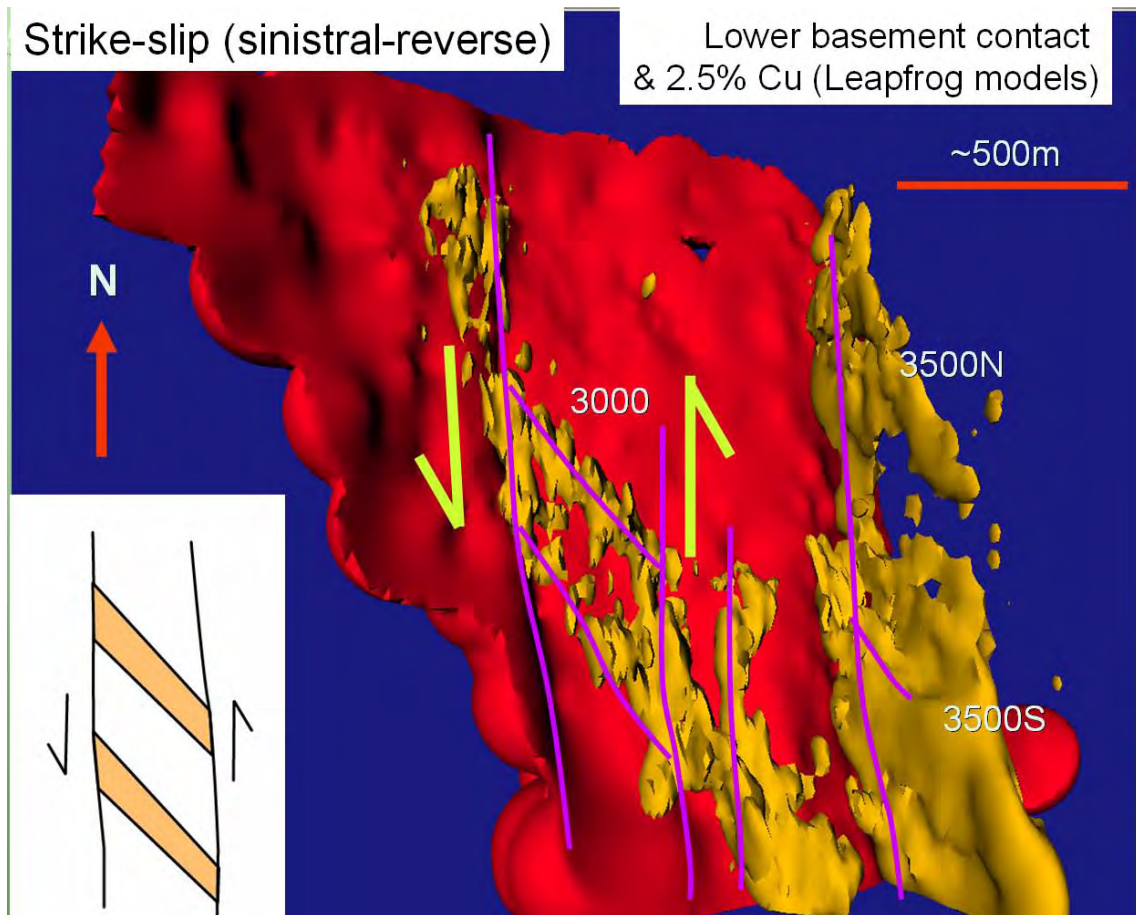 Strike-slip (sinistral-reverse)
Lower basement contact
& 2.5% Cu (Leapfrog models)
~500m
N
3500N
3000
3500S